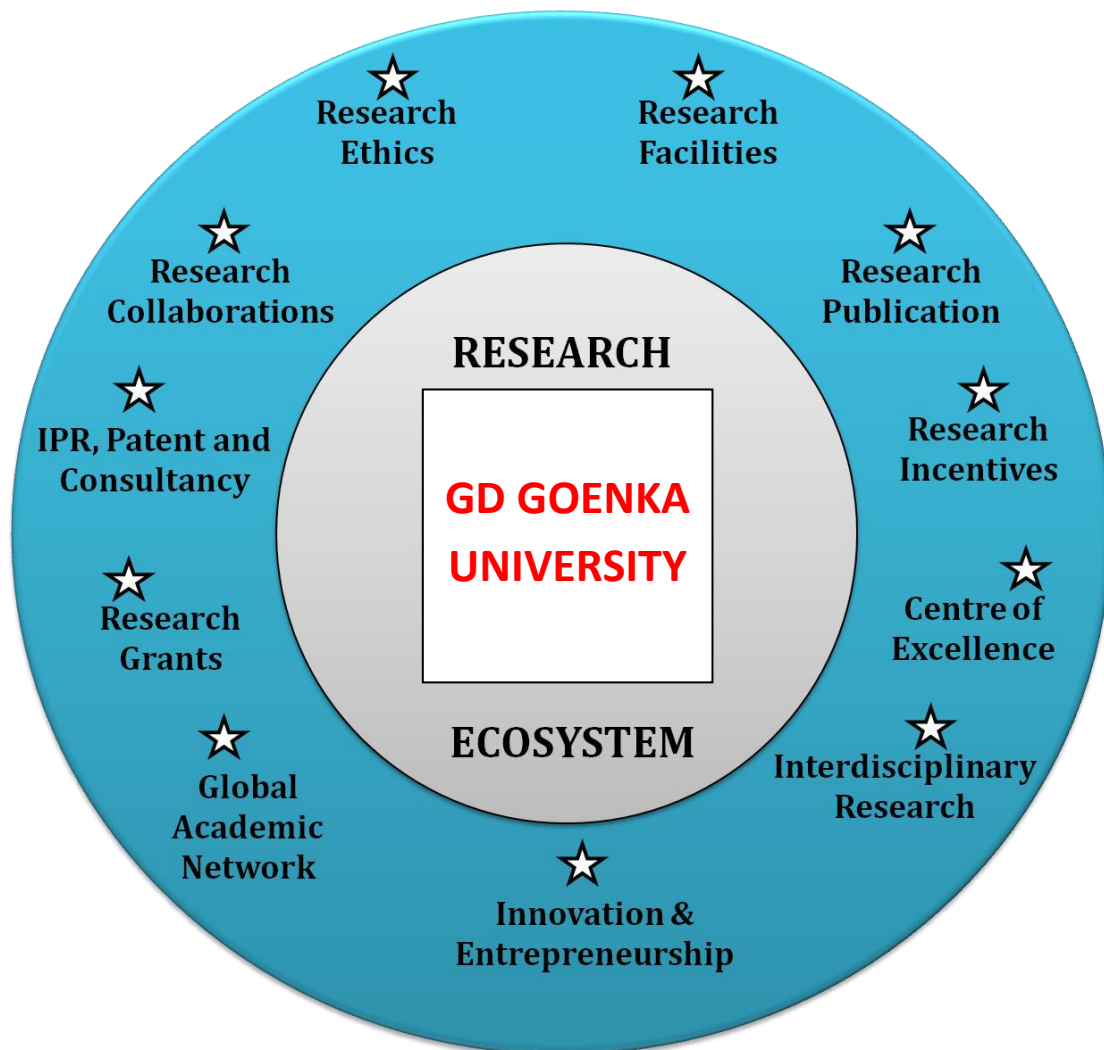 Research
Ethics
Research
Facilities
Research
Collaborations
Research
Publication
RESEARCH
IPR, Patent and
Consultancy
Research
Incentives
GD GOENKA
UNIVERSITY
Research
Grants
Centre of
Excellence
ECOSYSTEM
Global
Academic
Network
Interdisciplinary
Research
Innovation &
Entrepreneurship